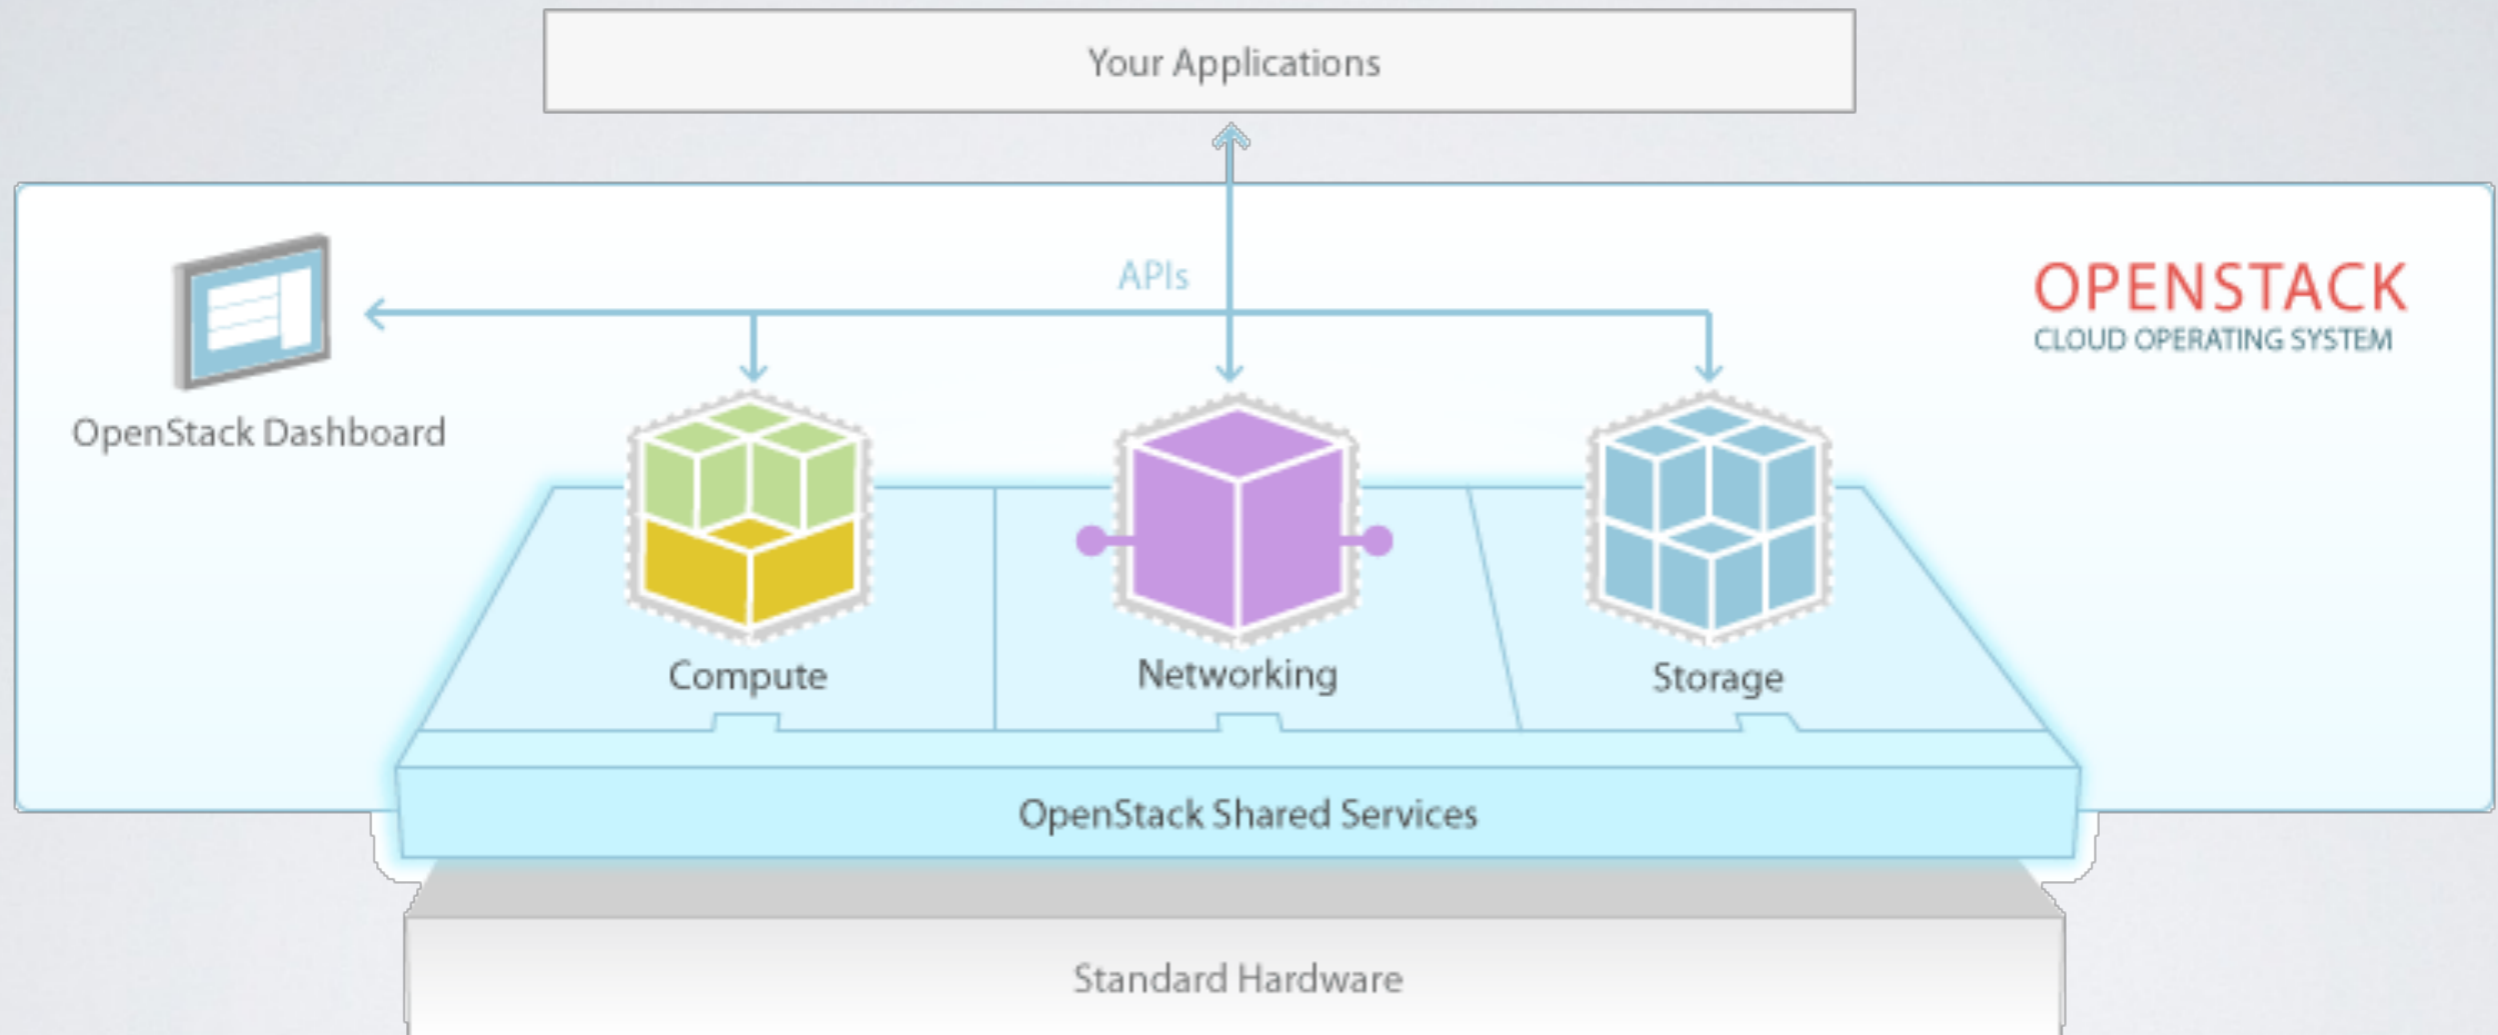 Your Applications
APIs
OPENSTACK
CLOUD OPERATING SYSTEM
OpenStack Dashboard
Compute
Networking
Storage
OpenStack Shared Services
Standard Hardware